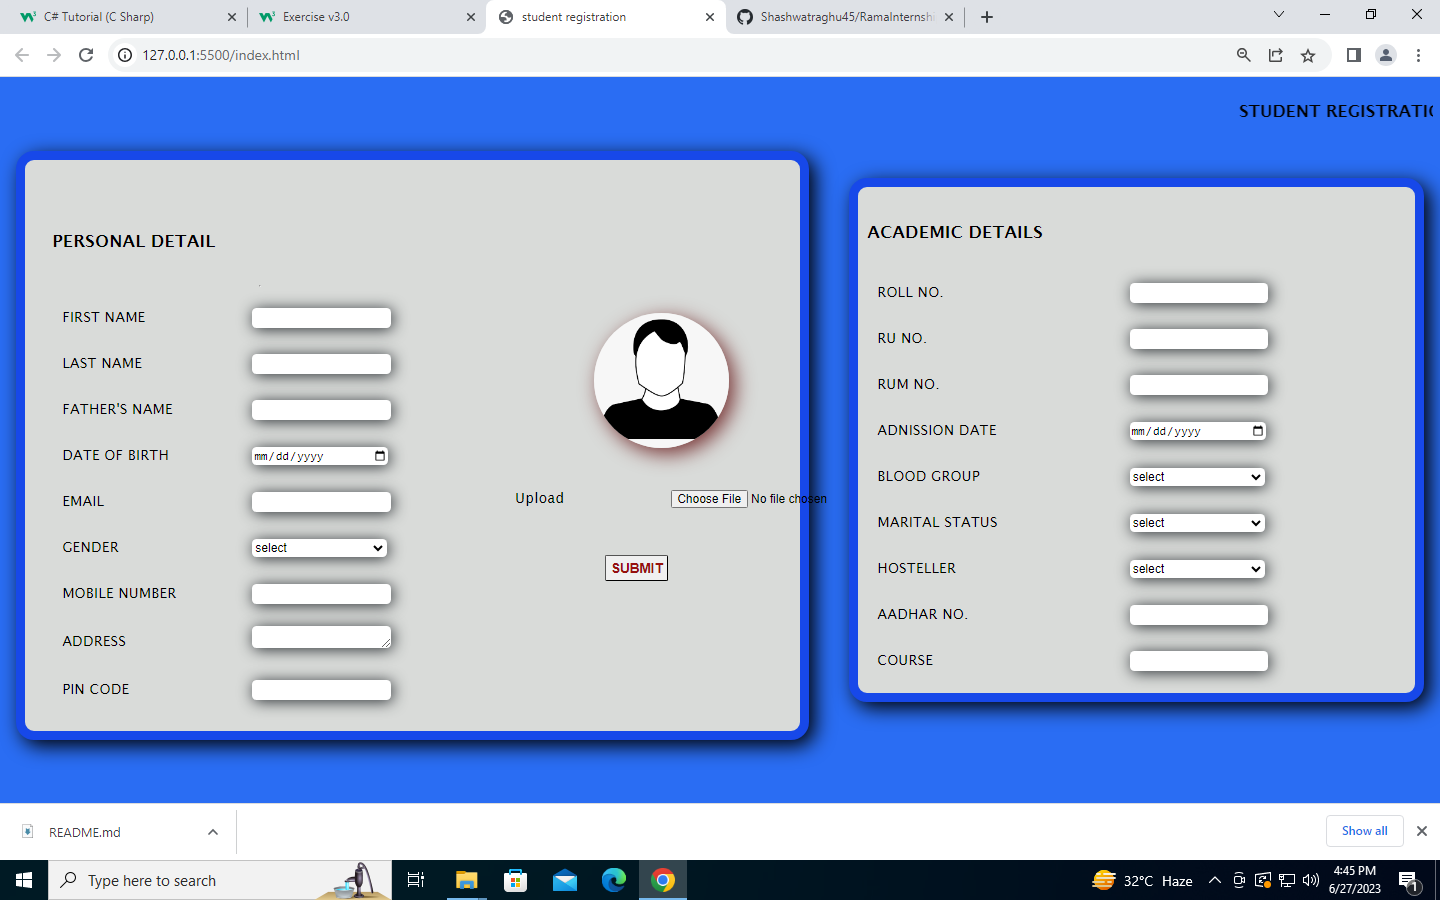 C# Tutorial (C Sharp)
Exercise v3.0
student registration
Shashwatraghu45/RamaInternsh
127.0.0.1:5500/index.html
STUDENT REGISTRATIO
PERSONAL DETAIL
FIRST NAME
LAST NAME
FATHER'S NAME
DATE OF BIRTH mm/dd/yyyy
EMAIL
GENDER select
MOBILE NUMBER
ADDRESS
PIN CODE
Upload Choose File No file chosen
SUBMIT
ACADEMIC DETAILS
ROLL NO.
RU NO.
RUM NO.
ADNISSION DATE mm/dd/yyyy
BLOOD GROUP select
MARITAL STATUS select
HOSTELLER select
AADHAR NO.
COURSE
README.md
Show all
Type here to search
32°C Haze
4:45 PM
6/27/2023
1